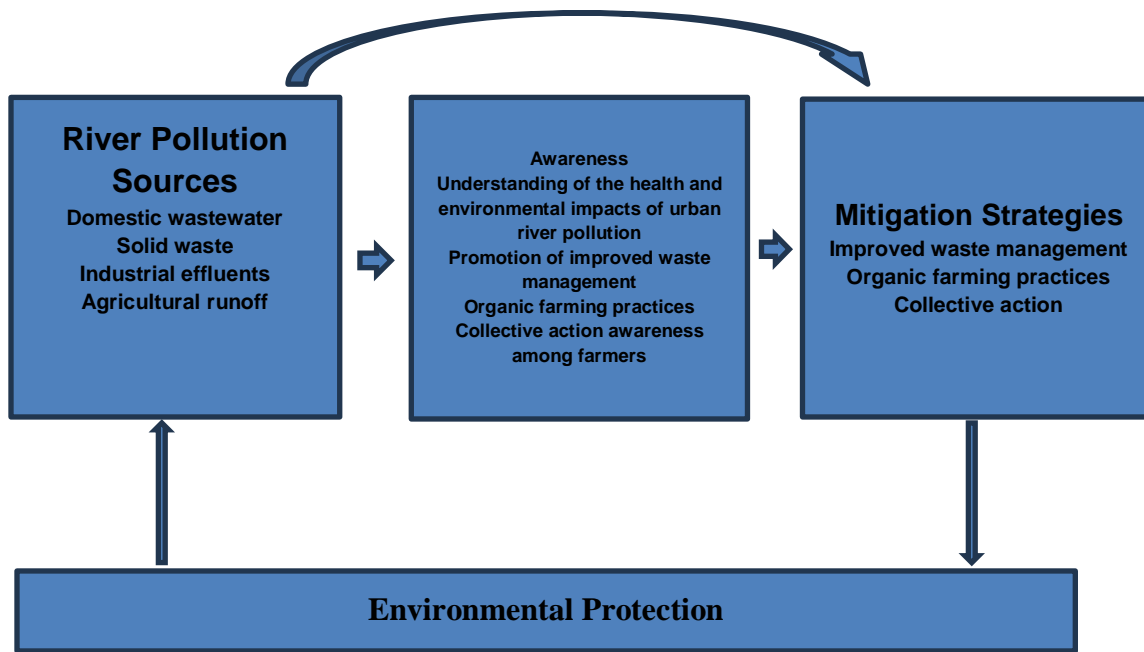 River Pollution
Sources
Domestic wastewater
Solid waste
Industrial effluents
Agricultural runoff
Awareness
Understanding of the health and
environmental impacts of urban
river pollution
Promotion of improved waste
management
Organic farming practices
Collective action awareness
among farmers
Mitigation Strategies
Improved waste management
Organic farming practices
Collective action
Environmental Protection